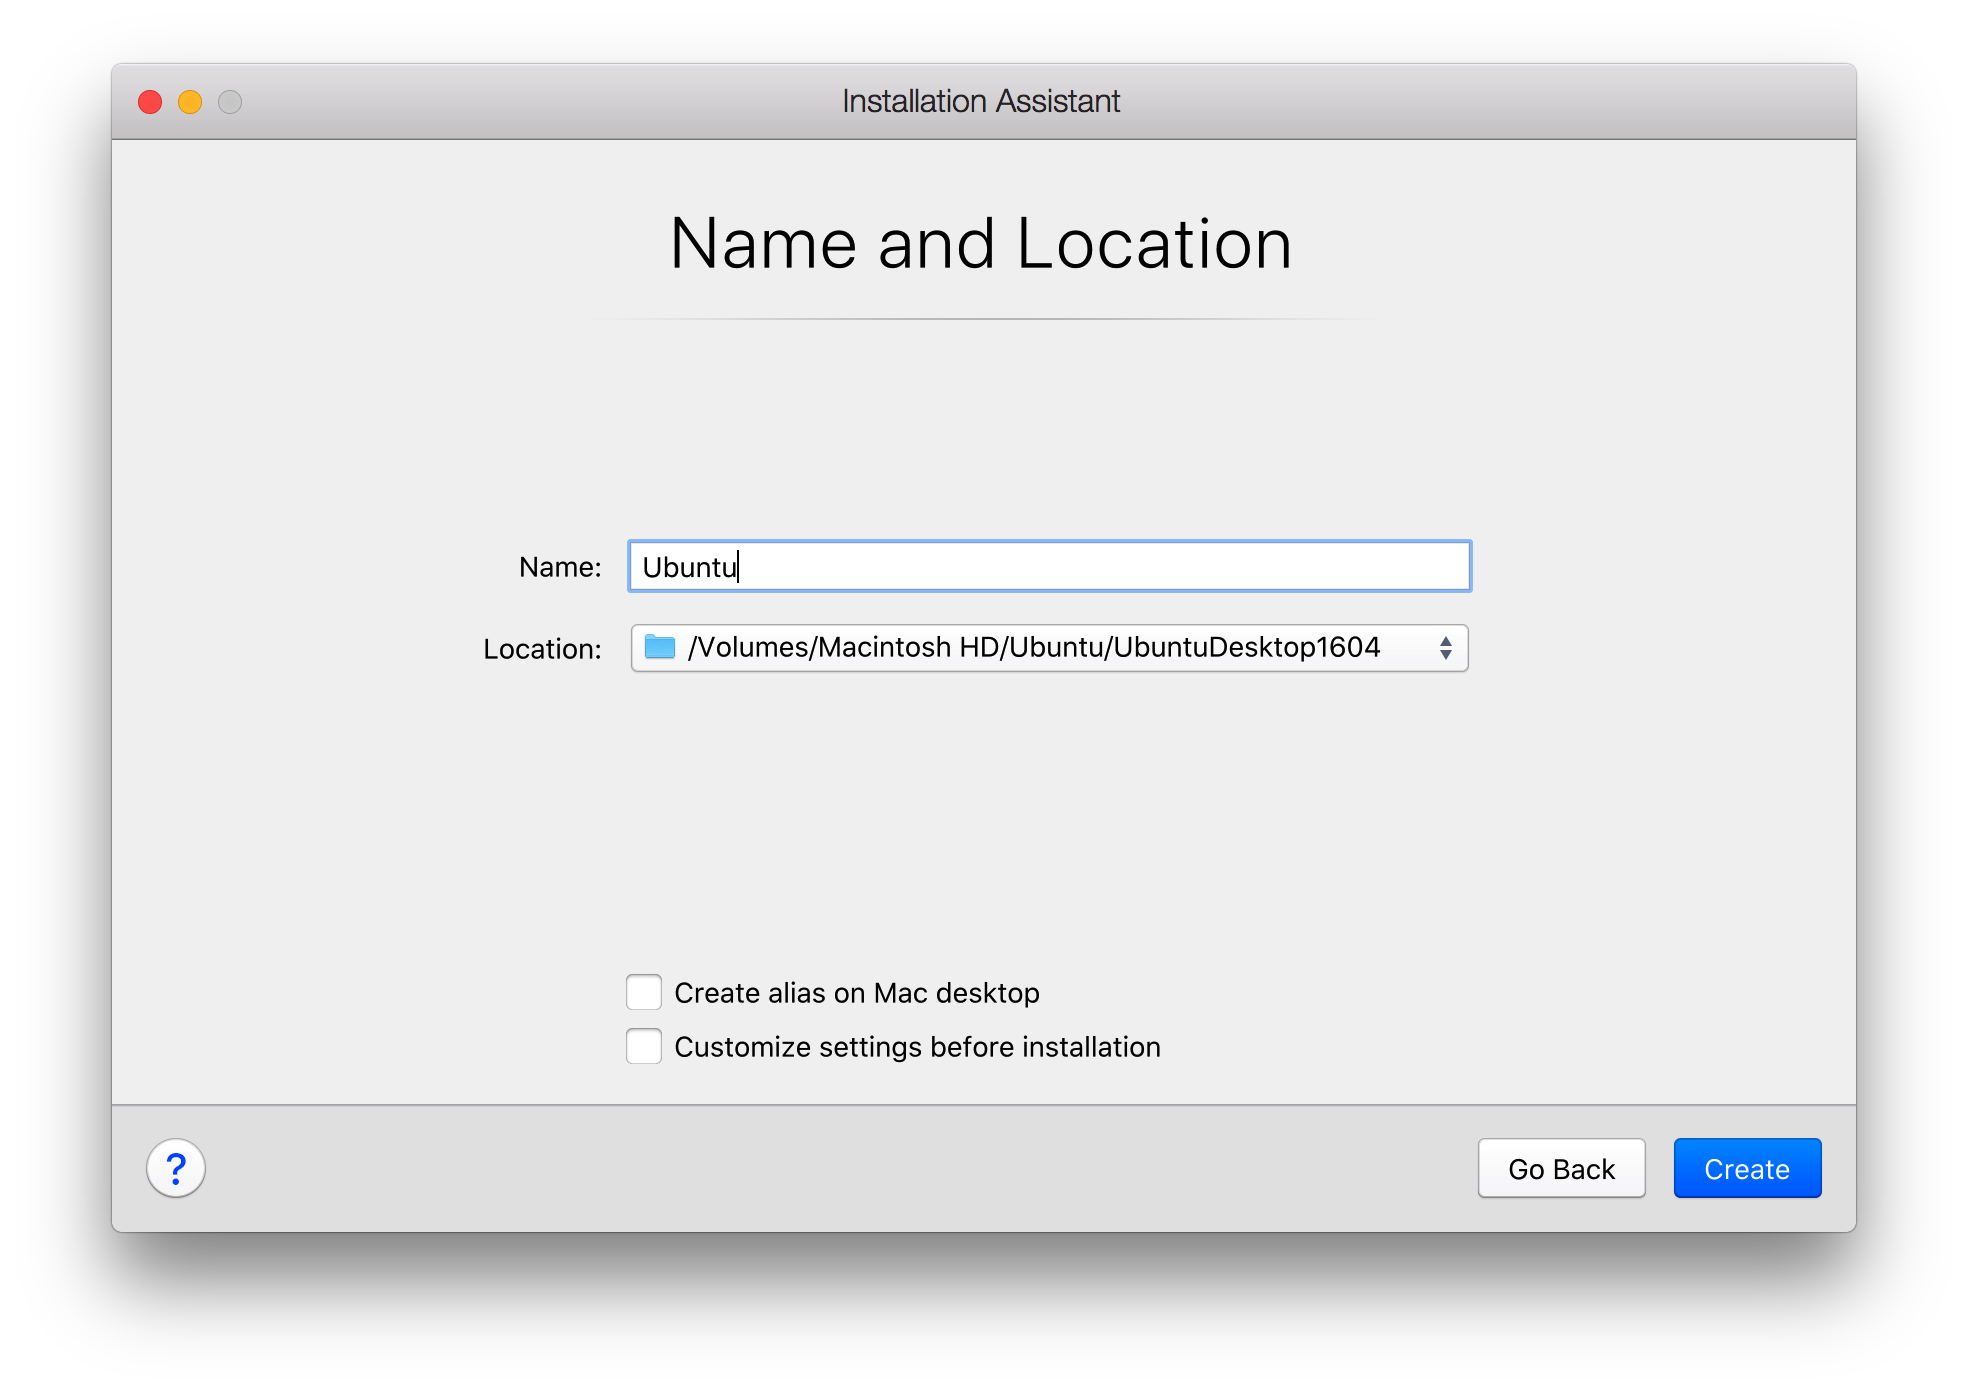 Installation Assistant
Name and Location
Name: Ubuntu
Location: /Volumes/Macintosh HD/Ubuntu/UbuntuDesktop1604
Create alias on Mac desktop
Customize settings before installation
? Go Back Create